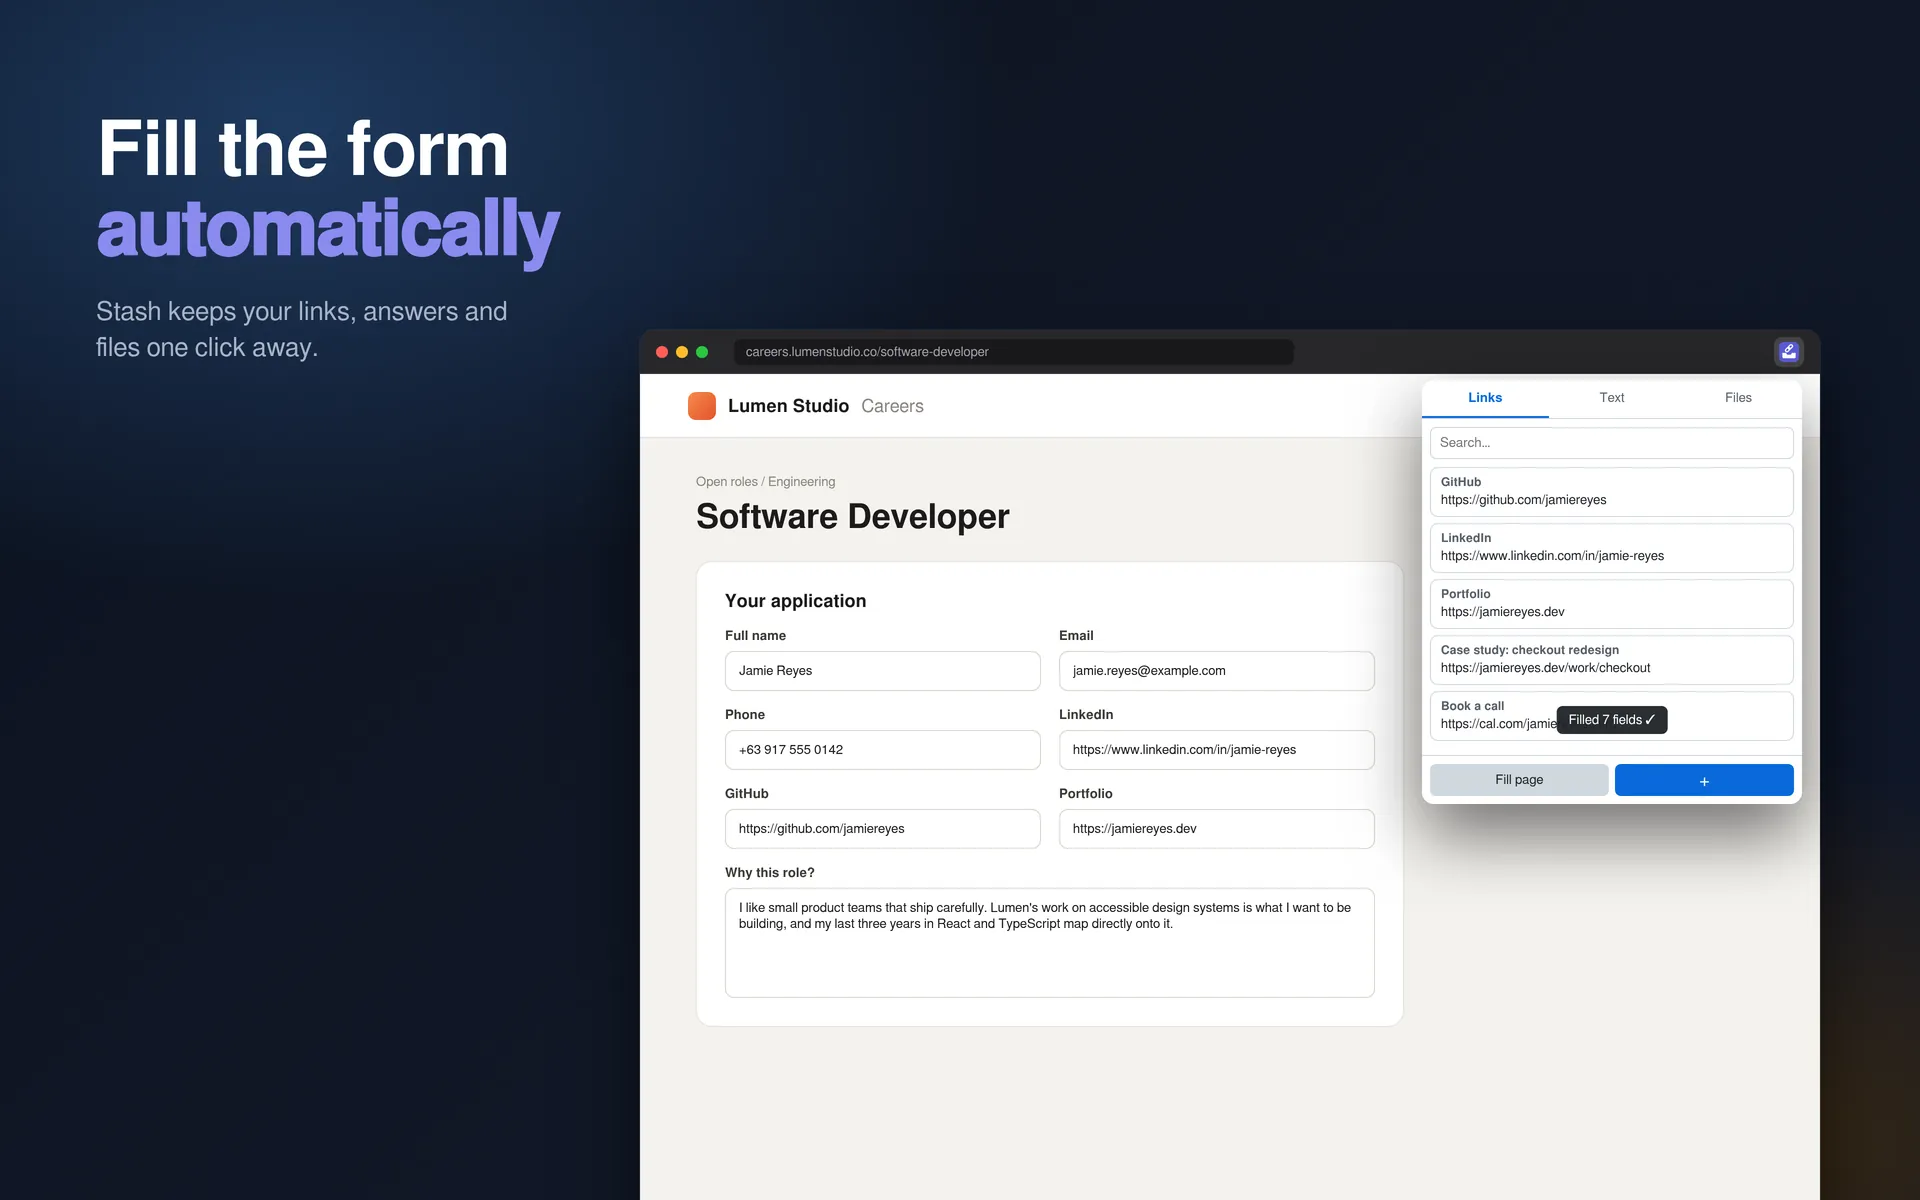 Fill the form
automatically
Stash keeps your links, answers and
files one click away.
careers.lumenstudio.co/software-developer
Lumen Studio Careers
Open roles / Engineering
Software Developer
Your application
Full name
Jamie Reyes
Email
jamie.reyes@example.com
Phone
+63 917 555 0142
LinkedIn
https://www.linkedin.com/in/jamie-reyes
GitHub
https://github.com/jamiereyes
Portfolio
https://jamiereyes.dev
Why this role?
I like small product teams that ship carefully. Lumen's work on accessible design systems is what I want to be
building, and my last three years in React and TypeScript map directly onto it.
Links Text Files
Search...
GitHub
https://github.com/jamiereyes
LinkedIn
https://www.linkedin.com/in/jamie-reyes
Portfolio
https://jamiereyes.dev
Case study: checkout redesign
https://jamiereyes.dev/work/checkout
Book a call
https://cal.com/jamie
Filled 7 fields ✓
Fill page +